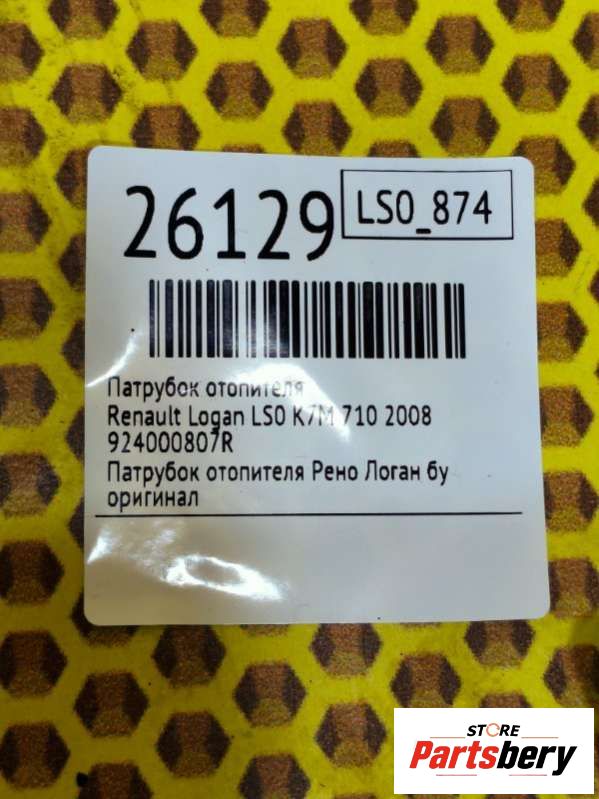 26129
LS0_874
Патрубок отопителя
Renault Logan LS0 K7M 710 2008
924000807R
Патрубок отопителя Рено Логан бу
оригинал
STORE
Partsbery